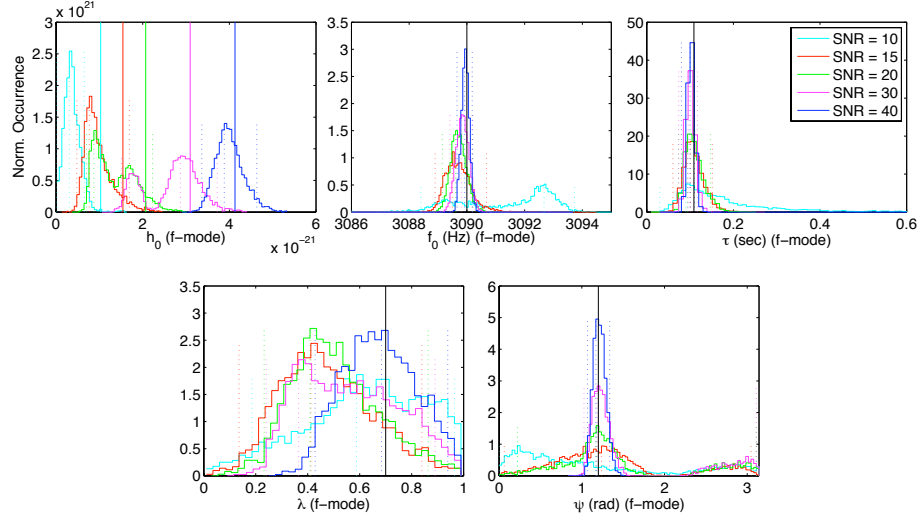 x 10^21
Norm. Occurrence
3
2.5
2
1.5
1
0.5
0
0 2 4 6
h_0 (f-mode)
x 10^-21
3.5
3
2.5
2
1.5
1
0.5
0
3086 3088 3090 3092 3094
f_0 (Hz) (f-mode)
50
40
30
20
10
0
0 0.2 0.4 0.6
τ (sec) (f-mode)
SNR = 10
SNR = 15
SNR = 20
SNR = 30
SNR = 40
3.5
3
2.5
2
1.5
1
0.5
0
0 0.2 0.4 0.6 0.8 1
λ (f-mode)
6
5
4
3
2
1
0
0 1 2 3
ψ (rad) (f-mode)